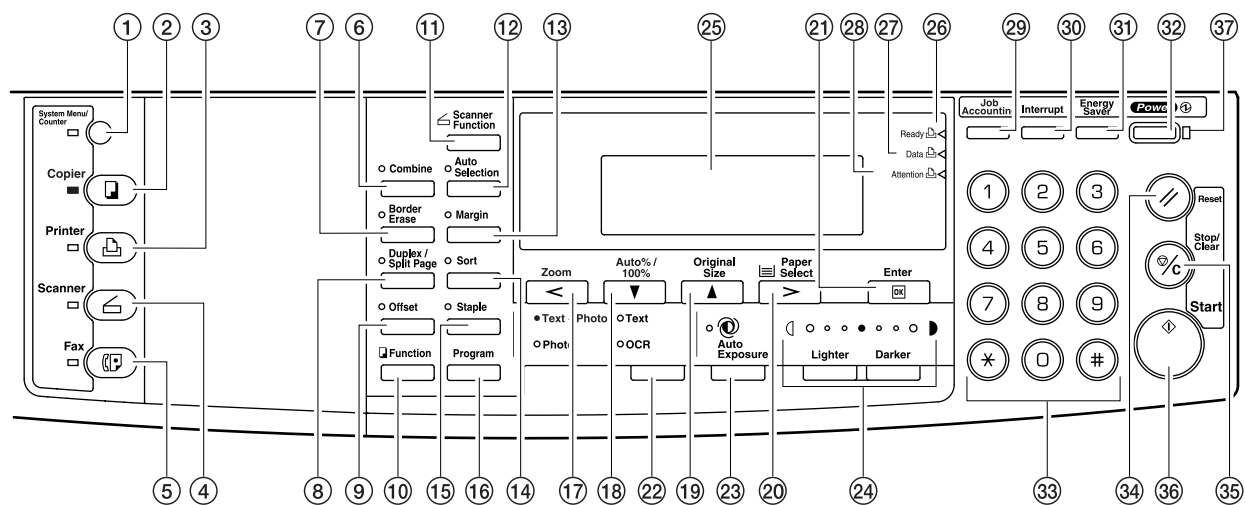 1 2 3 7 6 11 12 13 25 21 28 27 26 29 30 31 32 37
System Menu/
Counter
Copier
Printer
Scanner
Fax
Scanner
Function
Combine
Auto
Selection
Border
Erase
Margin
Duplex /
Split Page
Sort
Offset
Staple
Function
Program
Ready
Data
Attention
Zoom
Auto% /
100%
Original
Size
Paper
Select
Enter
OK
Text
Photo
Text
OCR
Auto
Exposure
Lighter
Darker
Job
Accounting
Interrupt
Energy
Saver
Power
1 2 3
4 5 6
7 8 9
* 0 #
Reset
Stop/
Clear
/C
Start
5 4 8 9 10 15 16 14 17 18 22 19 23 20 24 33 34 36 35